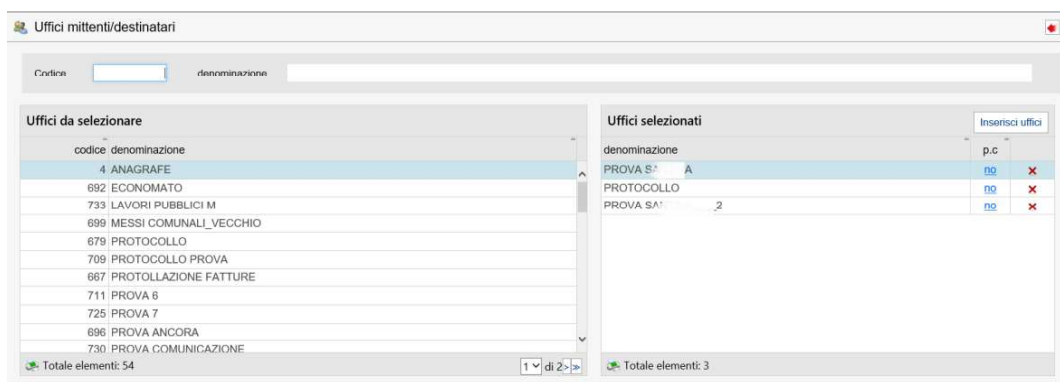 Uffici mittenti/destinatari
Codice denominazione
Uffici da selezionare
codice denominazione
4 ANAGRAFE
692 ECONOMATO
733 LAVORI PUBBLICI M
699 MESSI COMUNALI_VECCHIO
679 PROTOCOLLO
709 PROTOCOLLO PROVA
667 PROTOLLAZIONE FATTURE
711 PROVA 6
725 PROVA 7
696 PROVA ANCORA
730 PROVA COMUNICAZIONE
Totale elementi: 54
1 di 2 > >>
Uffici selezionati Inserisci uffici
denominazione p.c
PROVA A no
PROTOCOLLO no
PROVA 2 no
Totale elementi: 3